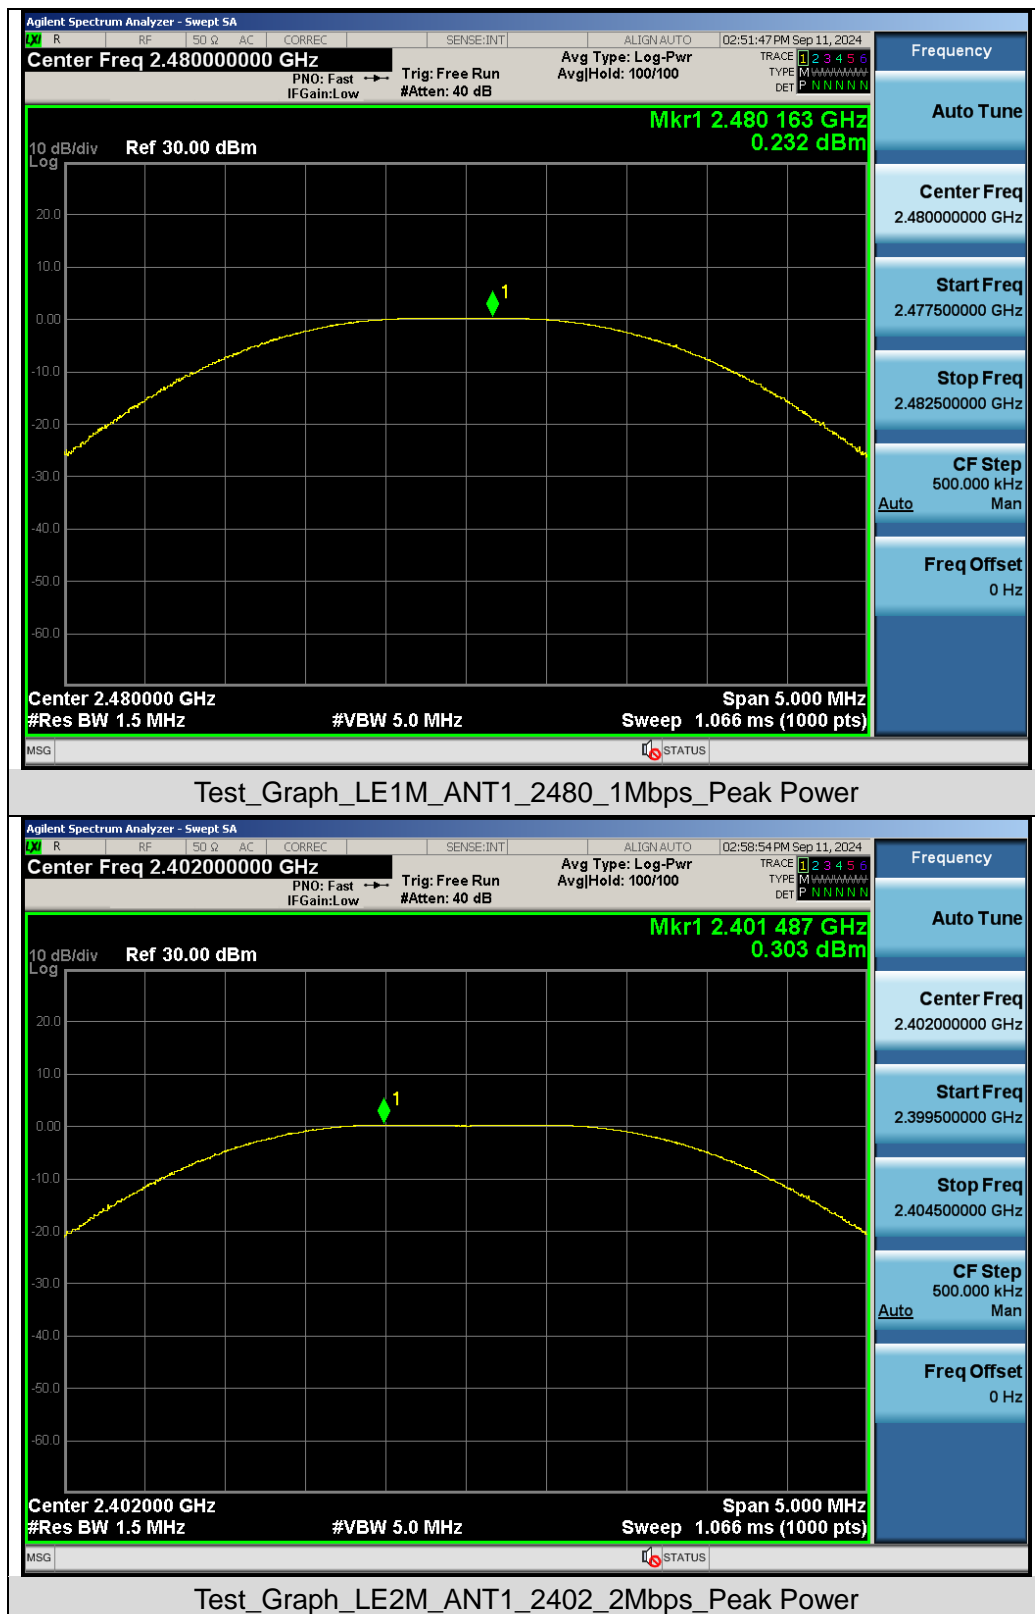 Agilent Spectrum Analyzer - Swept SA
LXI R RF 50 Ω AC CORREC SENSE:INT ALIGN AUTO 02:51:47 PM Sep 11, 2024
Center Freq 2.480000000 GHz
PNO: Fast
IFGain:Low
Trig: Free Run
#Atten: 40 dB
Avg Type: Log-Pwr
Avg|Hold: 100/100
TRACE 1 2 3 4 5 6
TYPE M WWWWW
DET P N N N N N
Mkr1 2.480 163 GHz
0.232 dBm
10 dB/div Ref 30.00 dBm
Log
20.0
10.0
1
0.00
-10.0
-20.0
-30.0
-40.0
-50.0
-60.0
Center 2.480000 GHz Span 5.000 MHz
#Res BW 1.5 MHz #VBW 5.0 MHz Sweep 1.066 ms (1000 pts)
MSG STATUS
Frequency
Auto Tune
Center Freq
2.480000000 GHz
Start Freq
2.477500000 GHz
Stop Freq
2.482500000 GHz
CF Step
500.000 kHz
Auto Man
Freq Offset
0 Hz
Test_Graph_LE1M_ANT1_2480_1Mbps_Peak Power
Agilent Spectrum Analyzer - Swept SA
LXI R RF 50 Ω AC CORREC SENSE:INT ALIGN AUTO 02:58:54 PM Sep 11, 2024
Center Freq 2.402000000 GHz
PNO: Fast
IFGain:Low
Trig: Free Run
#Atten: 40 dB
Avg Type: Log-Pwr
Avg|Hold: 100/100
TRACE 1 2 3 4 5 6
TYPE M WWWWW
DET P N N N N N
Mkr1 2.401 487 GHz
0.303 dBm
10 dB/div Ref 30.00 dBm
Log
20.0
10.0
1
0.00
-10.0
-20.0
-30.0
-40.0
-50.0
-60.0
Center 2.402000 GHz Span 5.000 MHz
#Res BW 1.5 MHz #VBW 5.0 MHz Sweep 1.066 ms (1000 pts)
MSG STATUS
Frequency
Auto Tune
Center Freq
2.402000000 GHz
Start Freq
2.399500000 GHz
Stop Freq
2.404500000 GHz
CF Step
500.000 kHz
Auto Man
Freq Offset
0 Hz
Test_Graph_LE2M_ANT1_2402_2Mbps_Peak Power